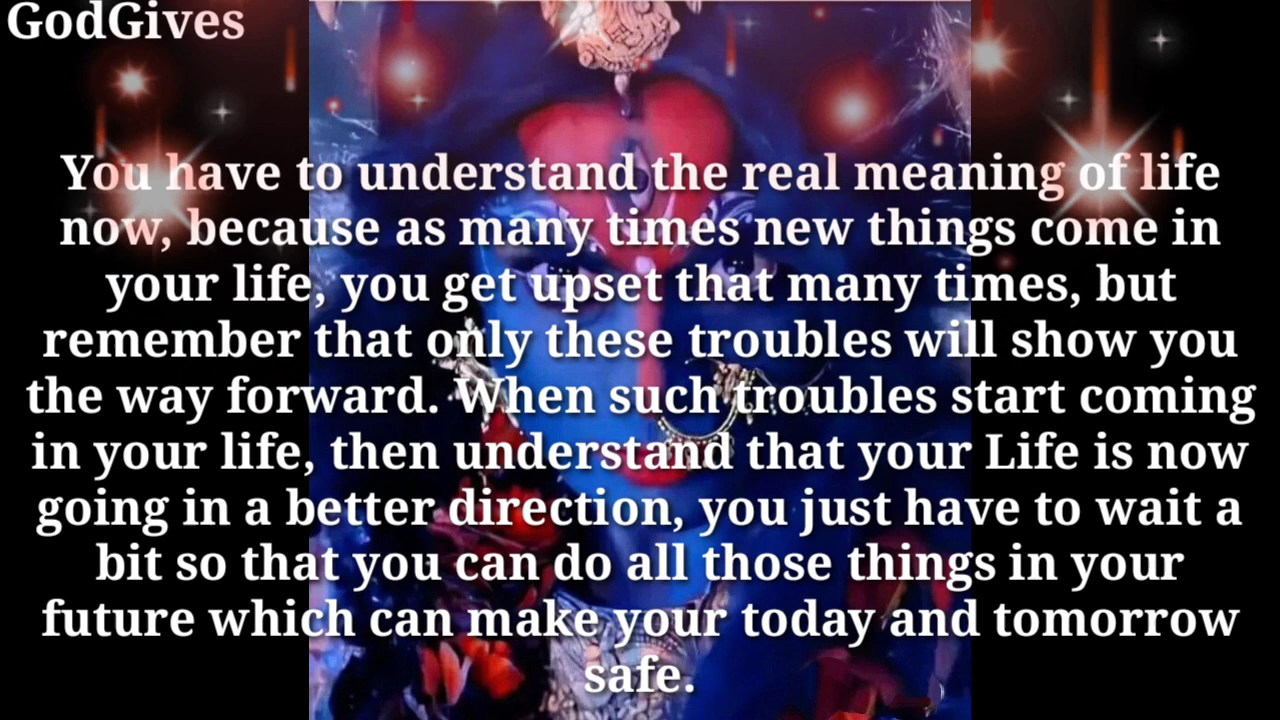 GodGives
You have to understand the real meaning of life
now, because as many times new things come in
your life, you get upset that many times, but
remember that only these troubles will show you
the way forward. When such troubles start coming
in your life, then understand that your Life is now
going in a better direction, you just have to wait a
bit so that you can do all those things in your
future which can make your today and tomorrow
safe.